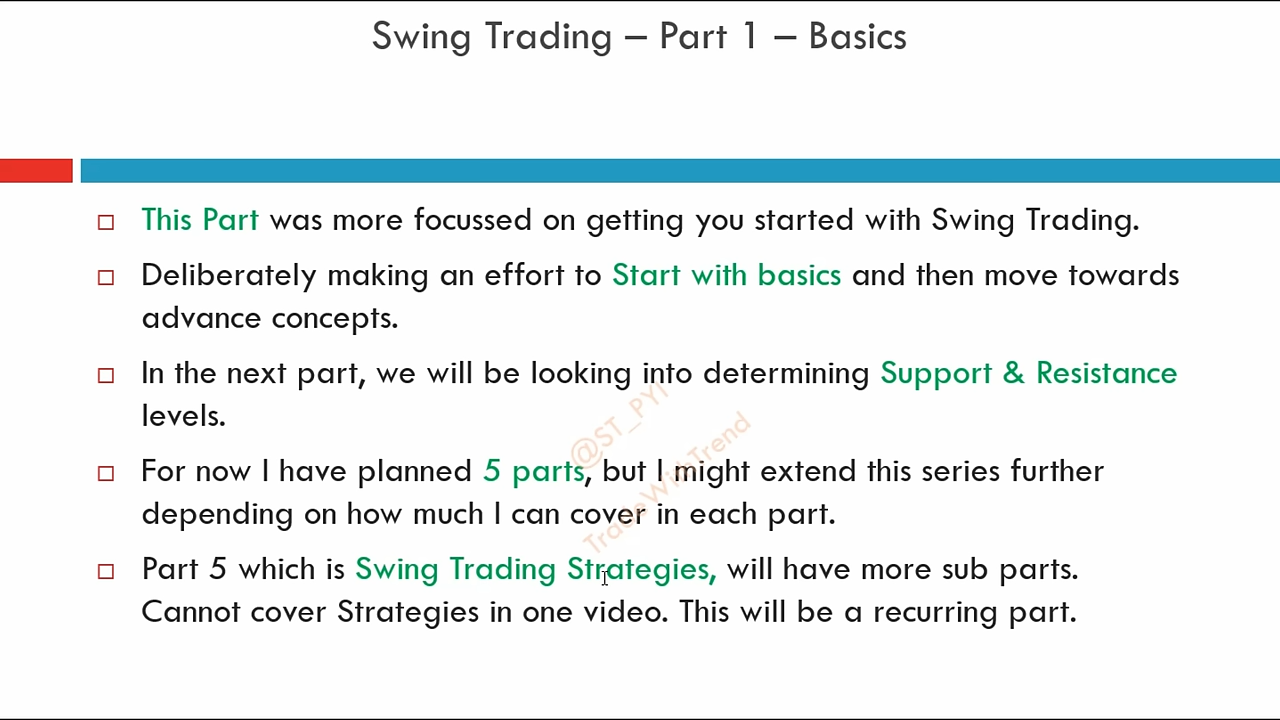 Swing Trading – Part 1 – Basics
This Part was more focussed on getting you started with Swing Trading.
Deliberately making an effort to Start with basics and then move towards
advance concepts.
In the next part, we will be looking into determining Support & Resistance
levels.
For now I have planned 5 parts, but I might extend this series further
depending on how much I can cover in each part.
Part 5 which is Swing Trading Strategies, will have more sub parts.
Cannot cover Strategies in one video. This will be a recurring part.
@ST_PYI
TradeWithTrend